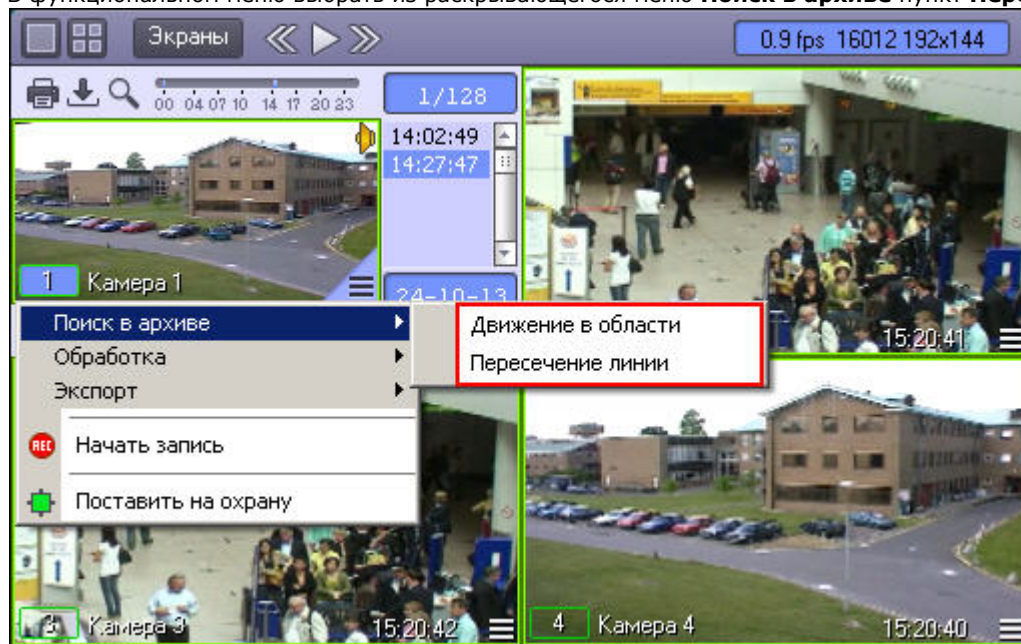 В функциональном меню выбрать из раскрывающегося меню Поиск в архиве пункт
Экраны
0.9 fps 16012 192x144
00 04 07 10 14 17 20 23
1/128
14:02:49
14:27:47
1 Камера 1
24-10-13
15:20:41
Поиск в архиве
Обработка
Экспорт
REC Начать запись
Поставить на охрану
Движение в области
Пересечение линии
3 Камера 3
15:20:42
4 Камера 4
15:20:40